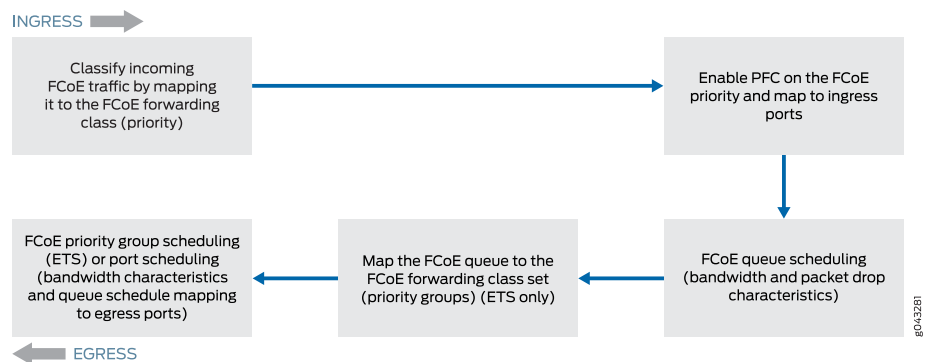 INGRESS
Classify incoming
FCoE traffic by mapping
it to the FCoE forwarding
class (priority)
Enable PFC on the FCoE
priority and map to ingress
ports
FCoE queue scheduling
(bandwidth and packet drop
characteristics)
Map the FCoE queue to the
FCoE forwarding class set
(priority groups) (ETS only)
FCoE priority group scheduling
(ETS) or port scheduling
(bandwidth characteristics
and queue schedule mapping
to egress ports)
EGRESS
g043281